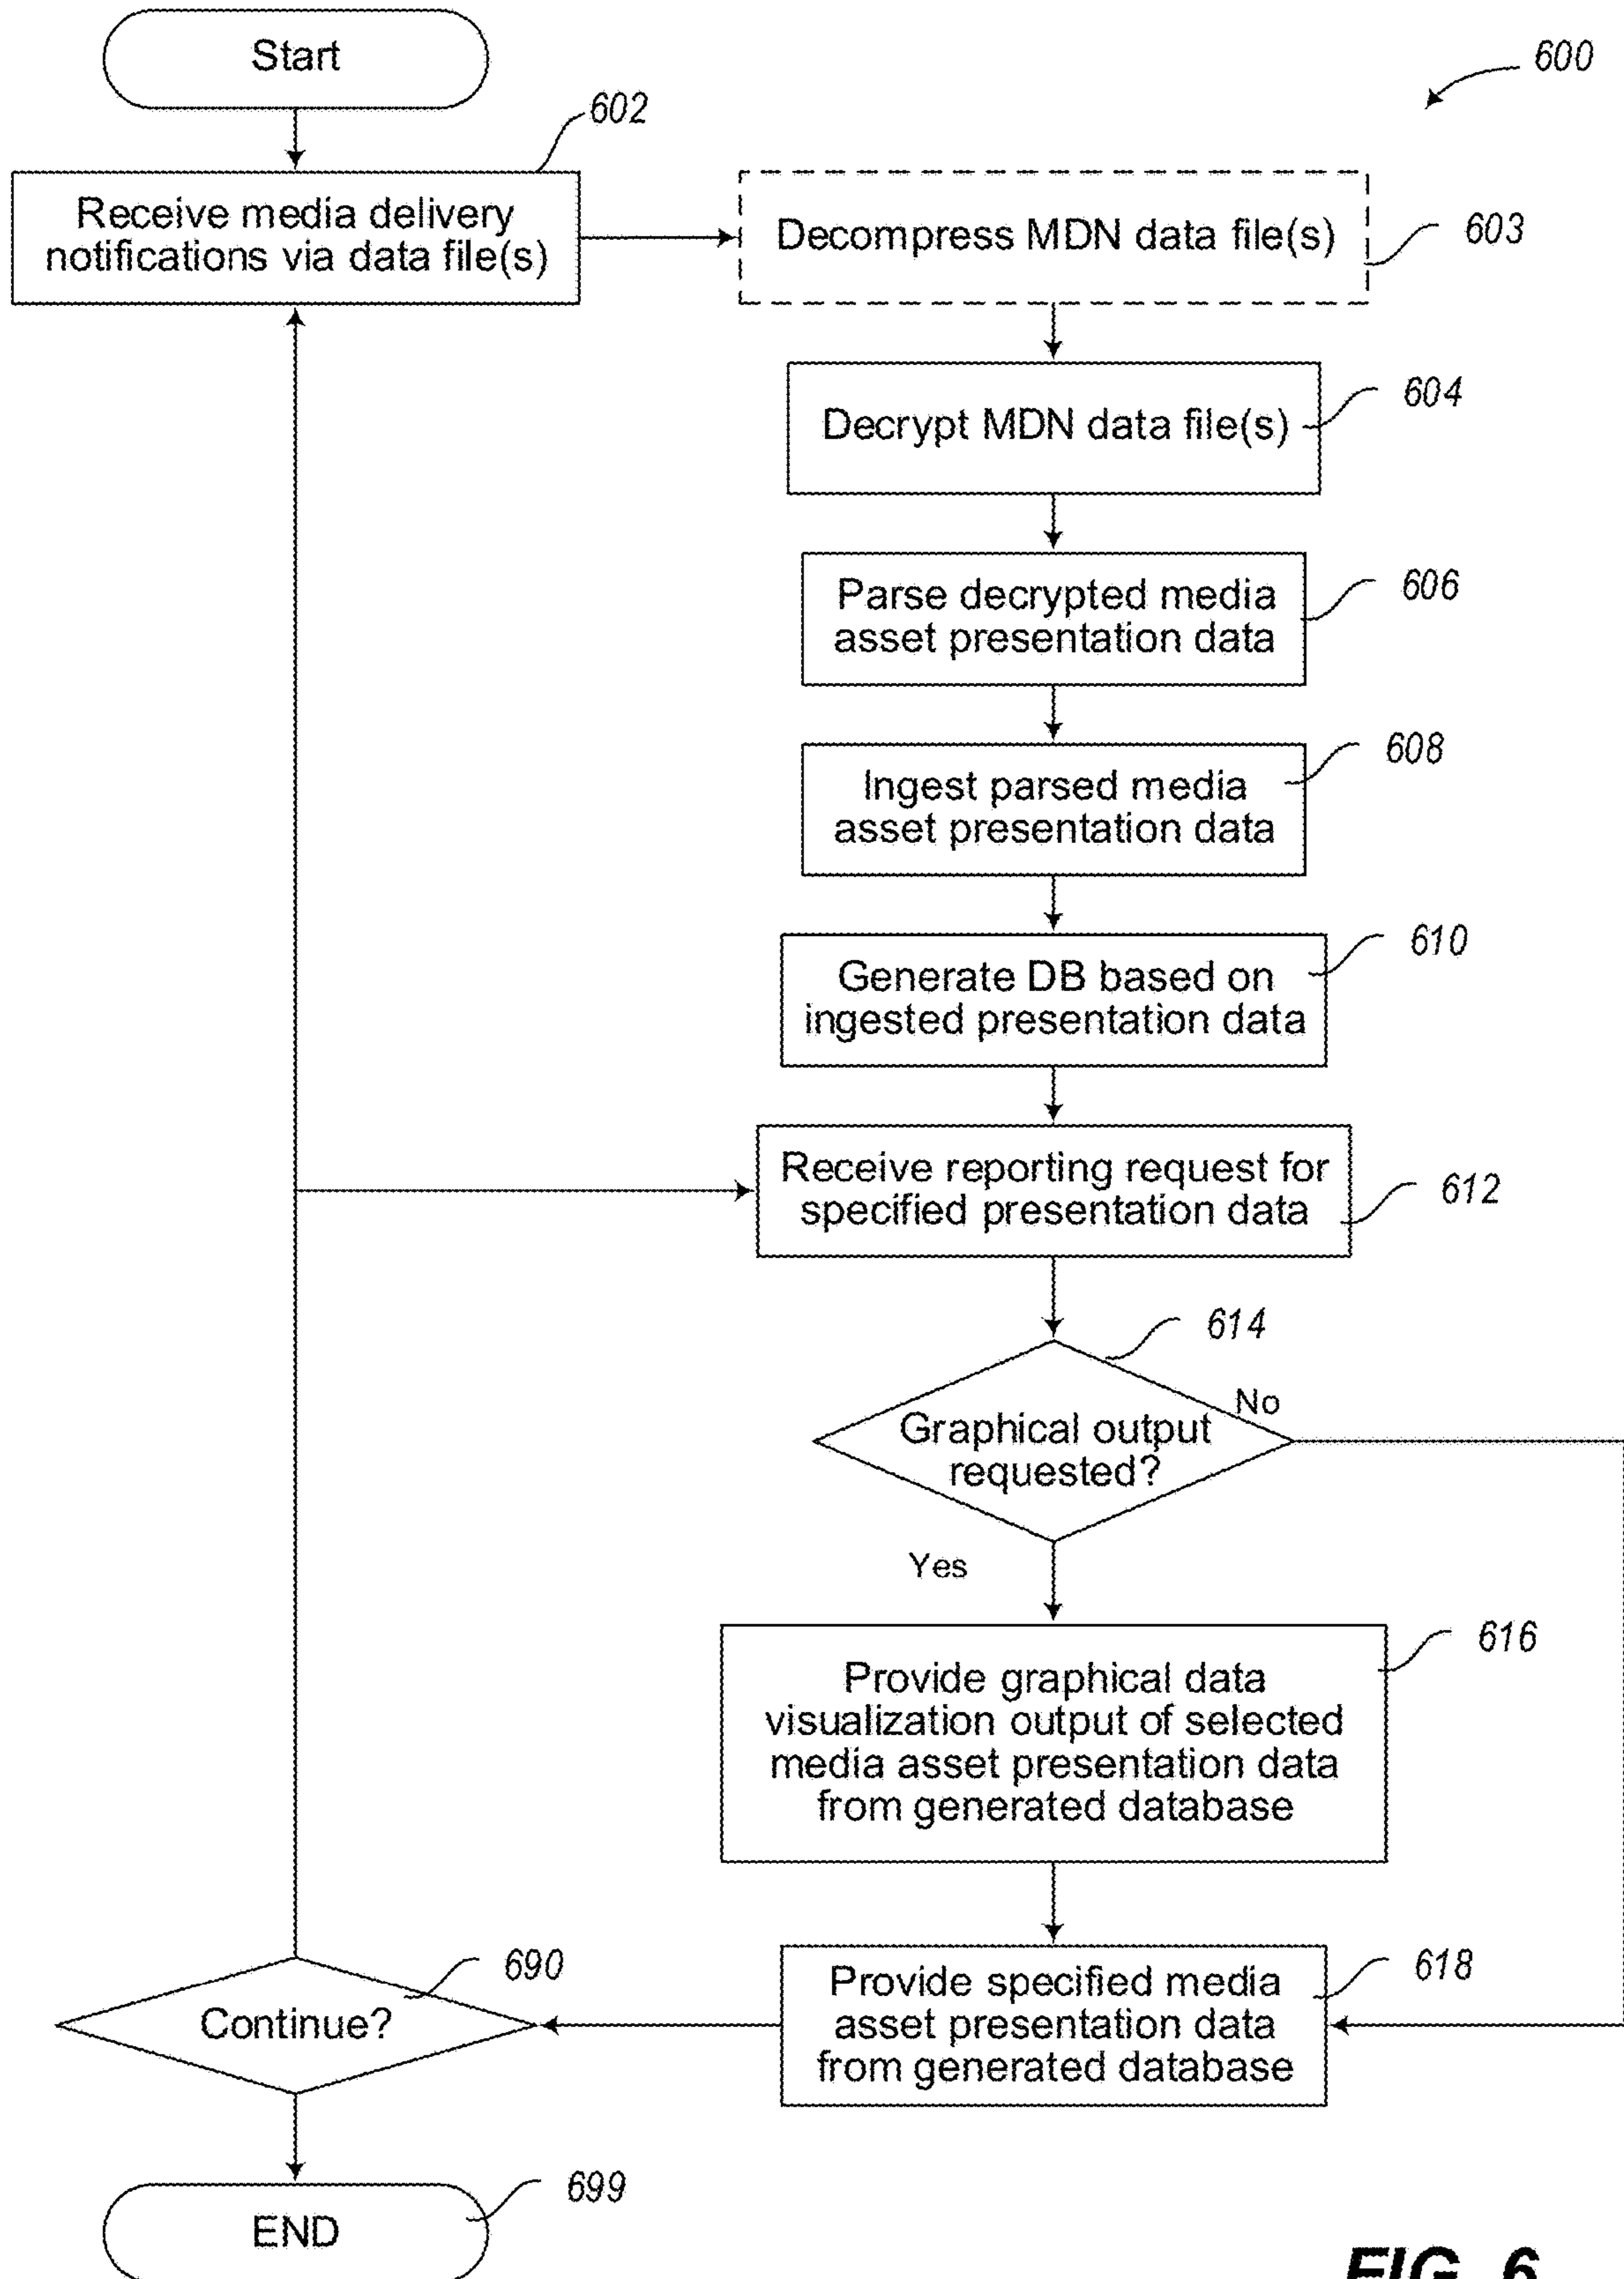 Start
600
602
Receive media delivery
notifications via data file(s)
Decompress MDN data file(s)
603
604
Decrypt MDN data file(s)
Parse decrypted media
asset presentation data
606
608
Ingest parsed media
asset presentation data
610
Generate DB based on
ingested presentation data
Receive reporting request for
specified presentation data
612
614
No
Graphical output
requested?
Yes
616
Provide graphical data
visualization output of selected
media asset presentation data
from generated database
690
Continue?
618
Provide specified media
asset presentation data
from generated database
699
END
FIG. 6